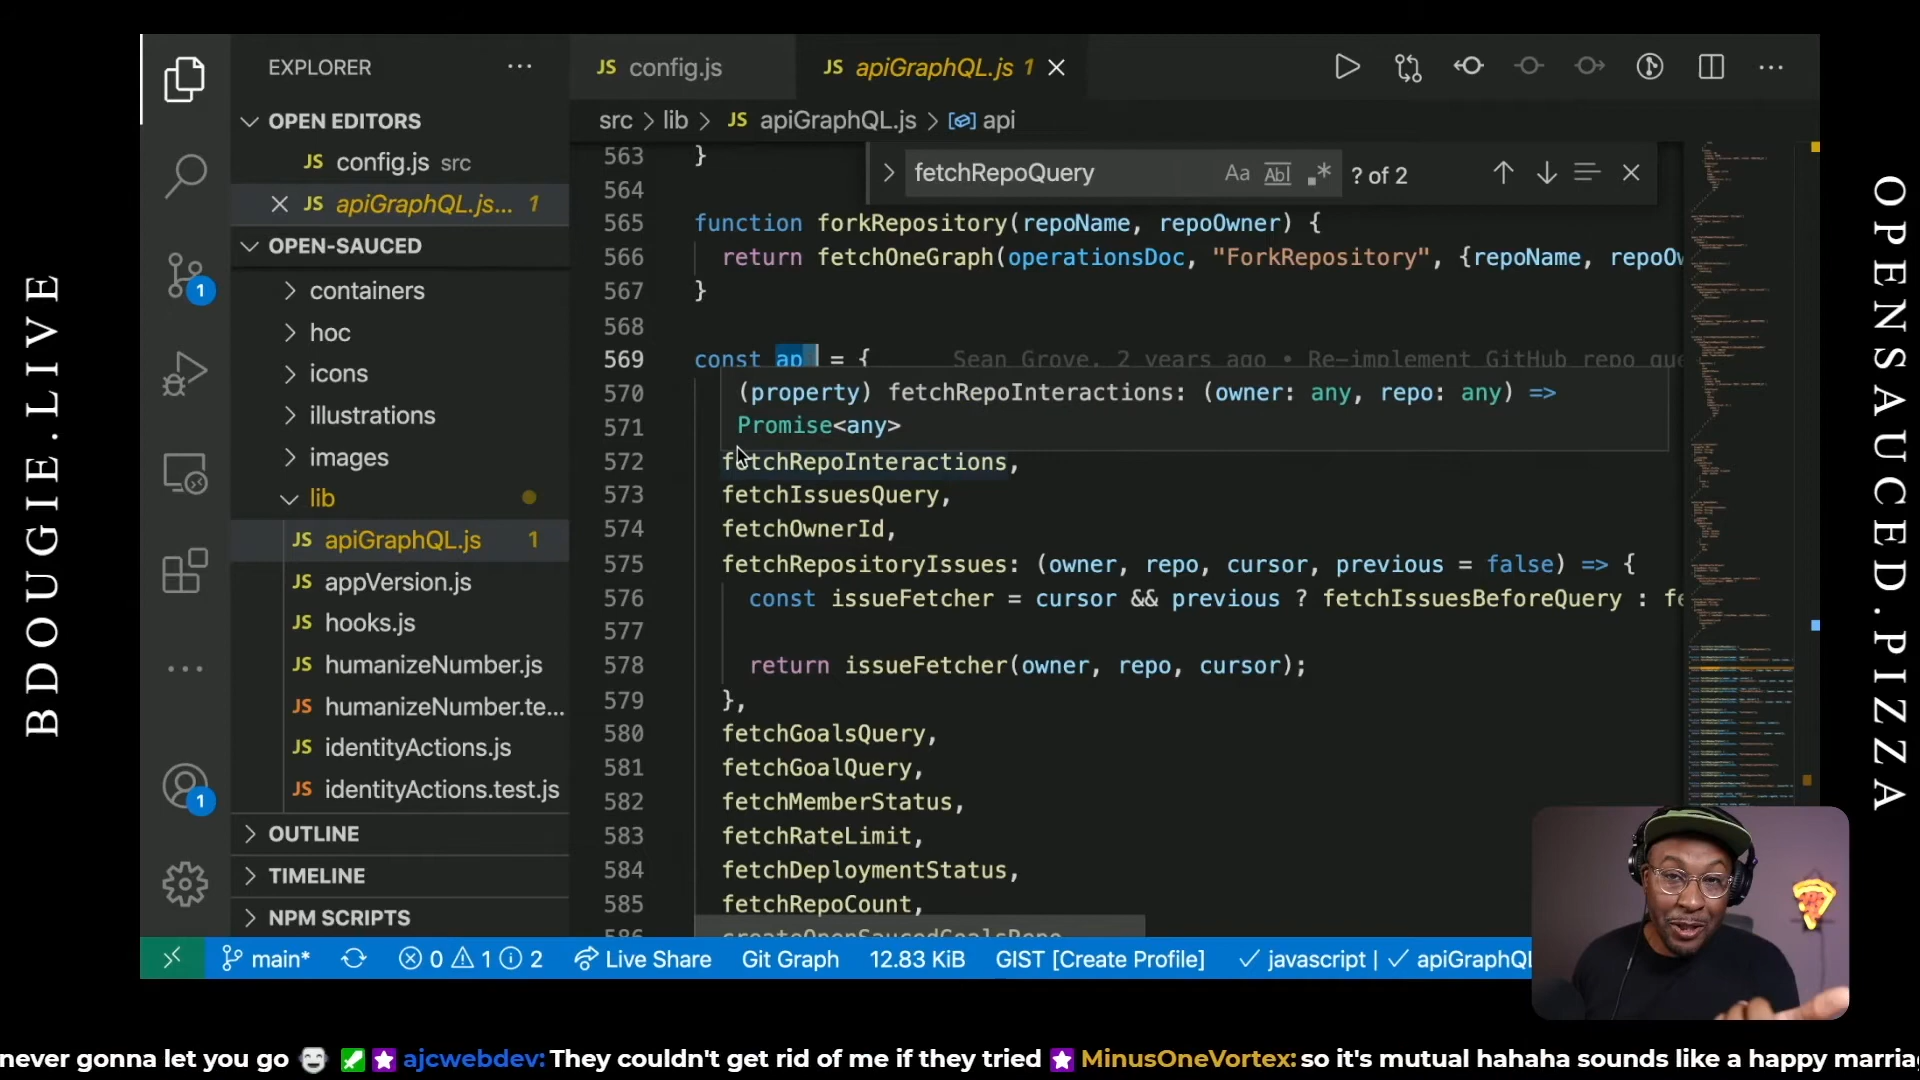 BDOUGIE.LIVE
EXPLORER
OPEN EDITORS
JS config.js src
JS apiGraphQL.js... 1
OPEN-SAUCED
containers
hoc
icons
illustrations
images
lib
JS apiGraphQL.js 1
JS appVersion.js
JS hooks.js
JS humanizeNumber.js
JS humanizeNumber.te...
JS identityActions.js
JS identityActions.test.js
OUTLINE
TIMELINE
NPM SCRIPTS
1
1
JS config.js
JS apiGraphQL.js 1
src > lib > JS apiGraphQL.js > api
fetchRepoQuery Aa Abl .* ? of 2
563 }
564
565 function forkRepository(repoName, repoOwner) {
566 return fetchOneGraph(operationsDoc, "ForkRepository", {repoName, repoOw
567 }
568
569 const ap = { Sean Grove, 2 years ago • Re-implement GitHub repo que
(property) fetchRepoInteractions: (owner: any, repo: any) =>
Promise<any>
570
571
572 fetchRepoInteractions,
573 fetchIssuesQuery,
574 fetchOwnerId,
575 fetchRepositoryIssues: (owner, repo, cursor, previous = false) => {
576 const issueFetcher = cursor && previous ? fetchIssuesBeforeQuery : fe
577
578 return issueFetcher(owner, repo, cursor);
579 },
580 fetchGoalsQuery,
581 fetchGoalQuery,
582 fetchMemberStatus,
583 fetchRateLimit,
584 fetchDeploymentStatus,
585 fetchRepoCount,
586 createOpenSaucedGoalsRepo
main* 0 1 2 Live Share Git Graph 12.83 KiB GIST [Create Profile] javascript | apiGraphQL
OPENSAUCED.PIZZA
never gonna let you go ajcwebdev: They couldn't get rid of me if they tried MinusOneVortex: so it's mutual hahaha sounds like a happy marria